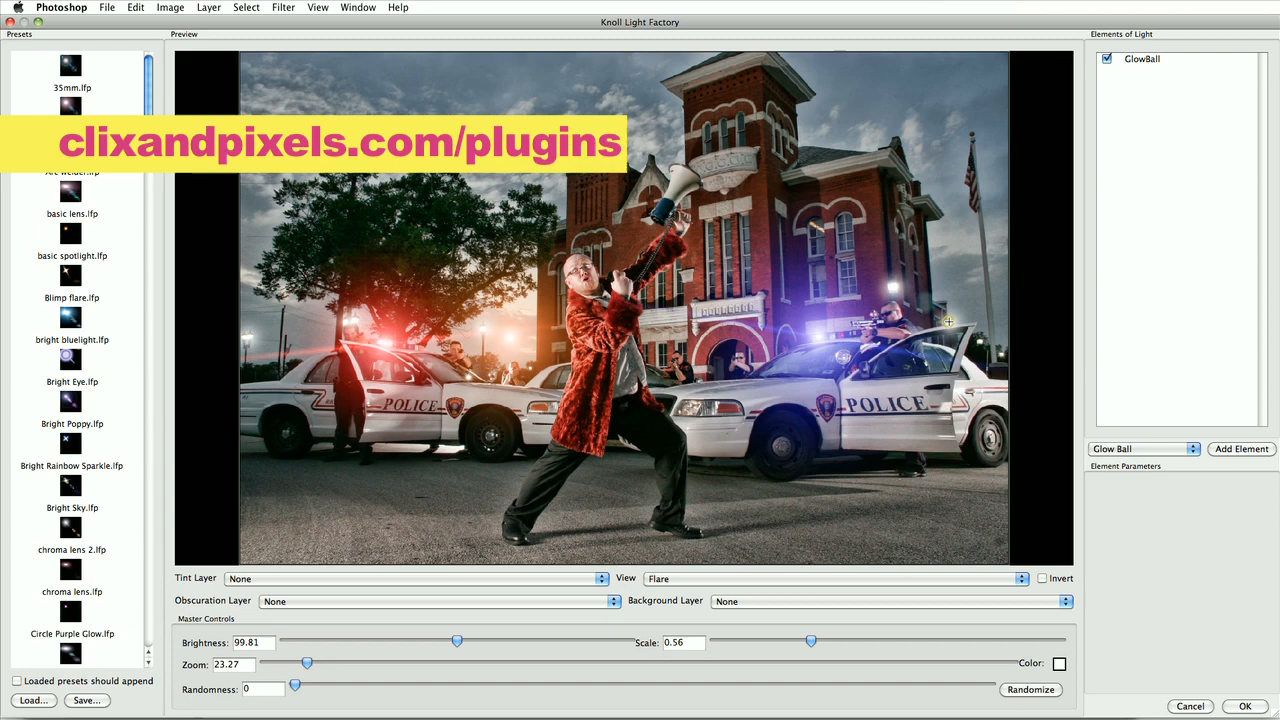 Photoshop File Edit Image Layer Select Filter View Window Help
Knoll Light Factory
Presets
Preview
Elements of Light
35mm.lfp
GlowBall
clixandpixels.com/plugins
basic lens.lfp
basic spotlight.lfp
Blimp flare.lfp
bright bluelight.lfp
Bright Eye.lfp
Bright Poppy.lfp
Bright Rainbow Sparkle.lfp
Bright Sky.lfp
chroma lens 2.lfp
chroma lens.lfp
Circle Purple Glow.lfp
POLICE
POLICE
Glow Ball
Add Element
Element Parameters
Tint Layer None View Flare Invert
Obscuration Layer None Background Layer None
Master Controls
Brightness: 99.81 Scale: 0.56
Zoom: 23.27 Color:
Randomness: 0 Randomize
Loaded presets should append
Load... Save...
Cancel OK